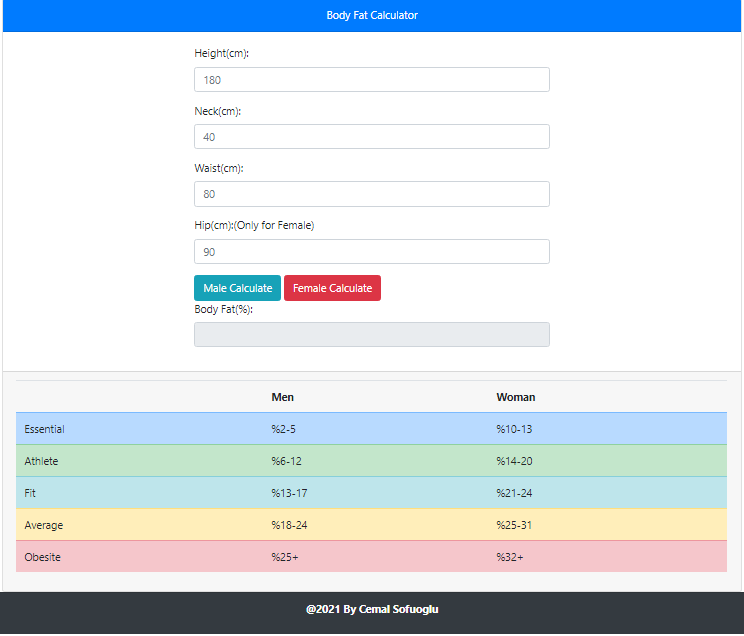 Body Fat Calculator
Height(cm):
180
Neck(cm):
40
Waist(cm):
80
Hip(cm):(Only for Female)
90
Male Calculate Female Calculate
Body Fat(%):
Men Woman
Essential %2-5 %10-13
Athlete %6-12 %14-20
Fit %13-17 %21-24
Average %18-24 %25-31
Obesite %25+ %32+
@2021 By Cemal Sofuoglu